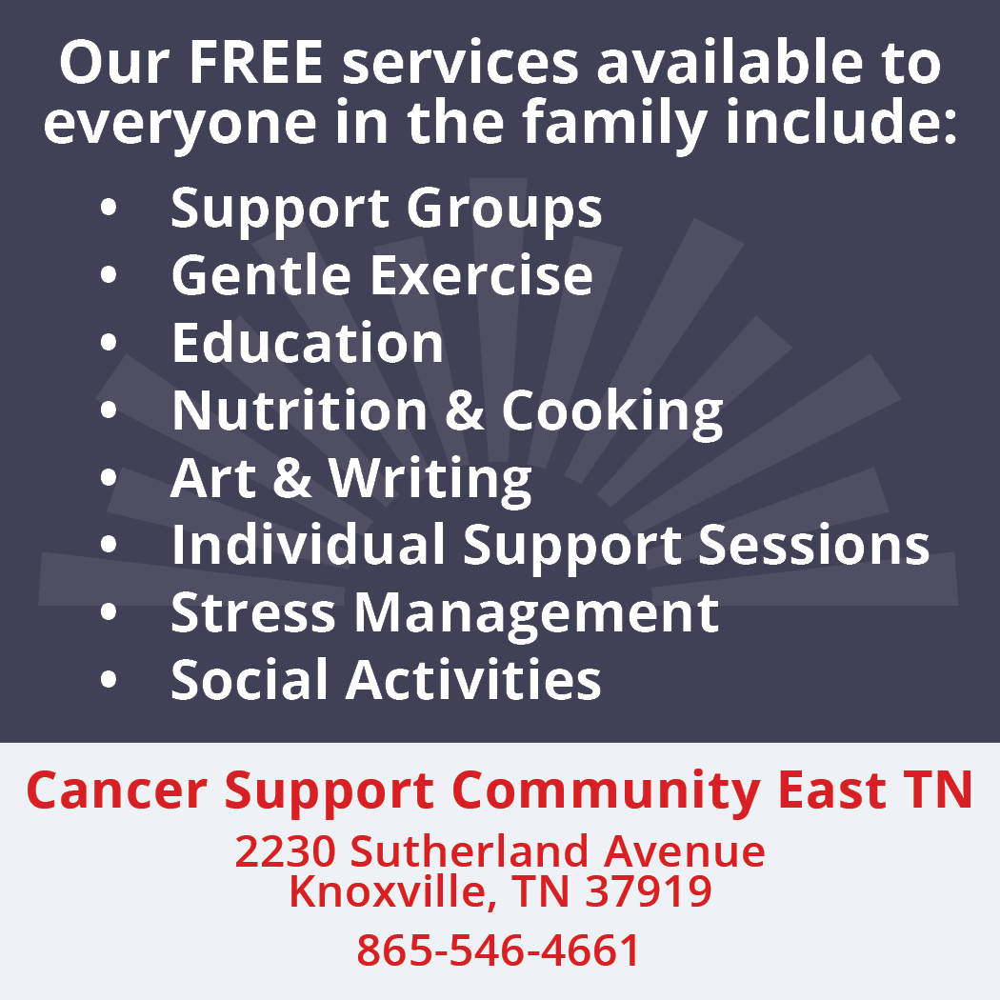 Our FREE services available to
everyone in the family include:
• Support Groups
• Gentle Exercise
• Education
• Nutrition & Cooking
• Art & Writing
• Individual Support Sessions
• Stress Management
• Social Activities
Cancer Support Community East TN
2230 Sutherland Avenue
Knoxville, TN 37919
865-546-4661